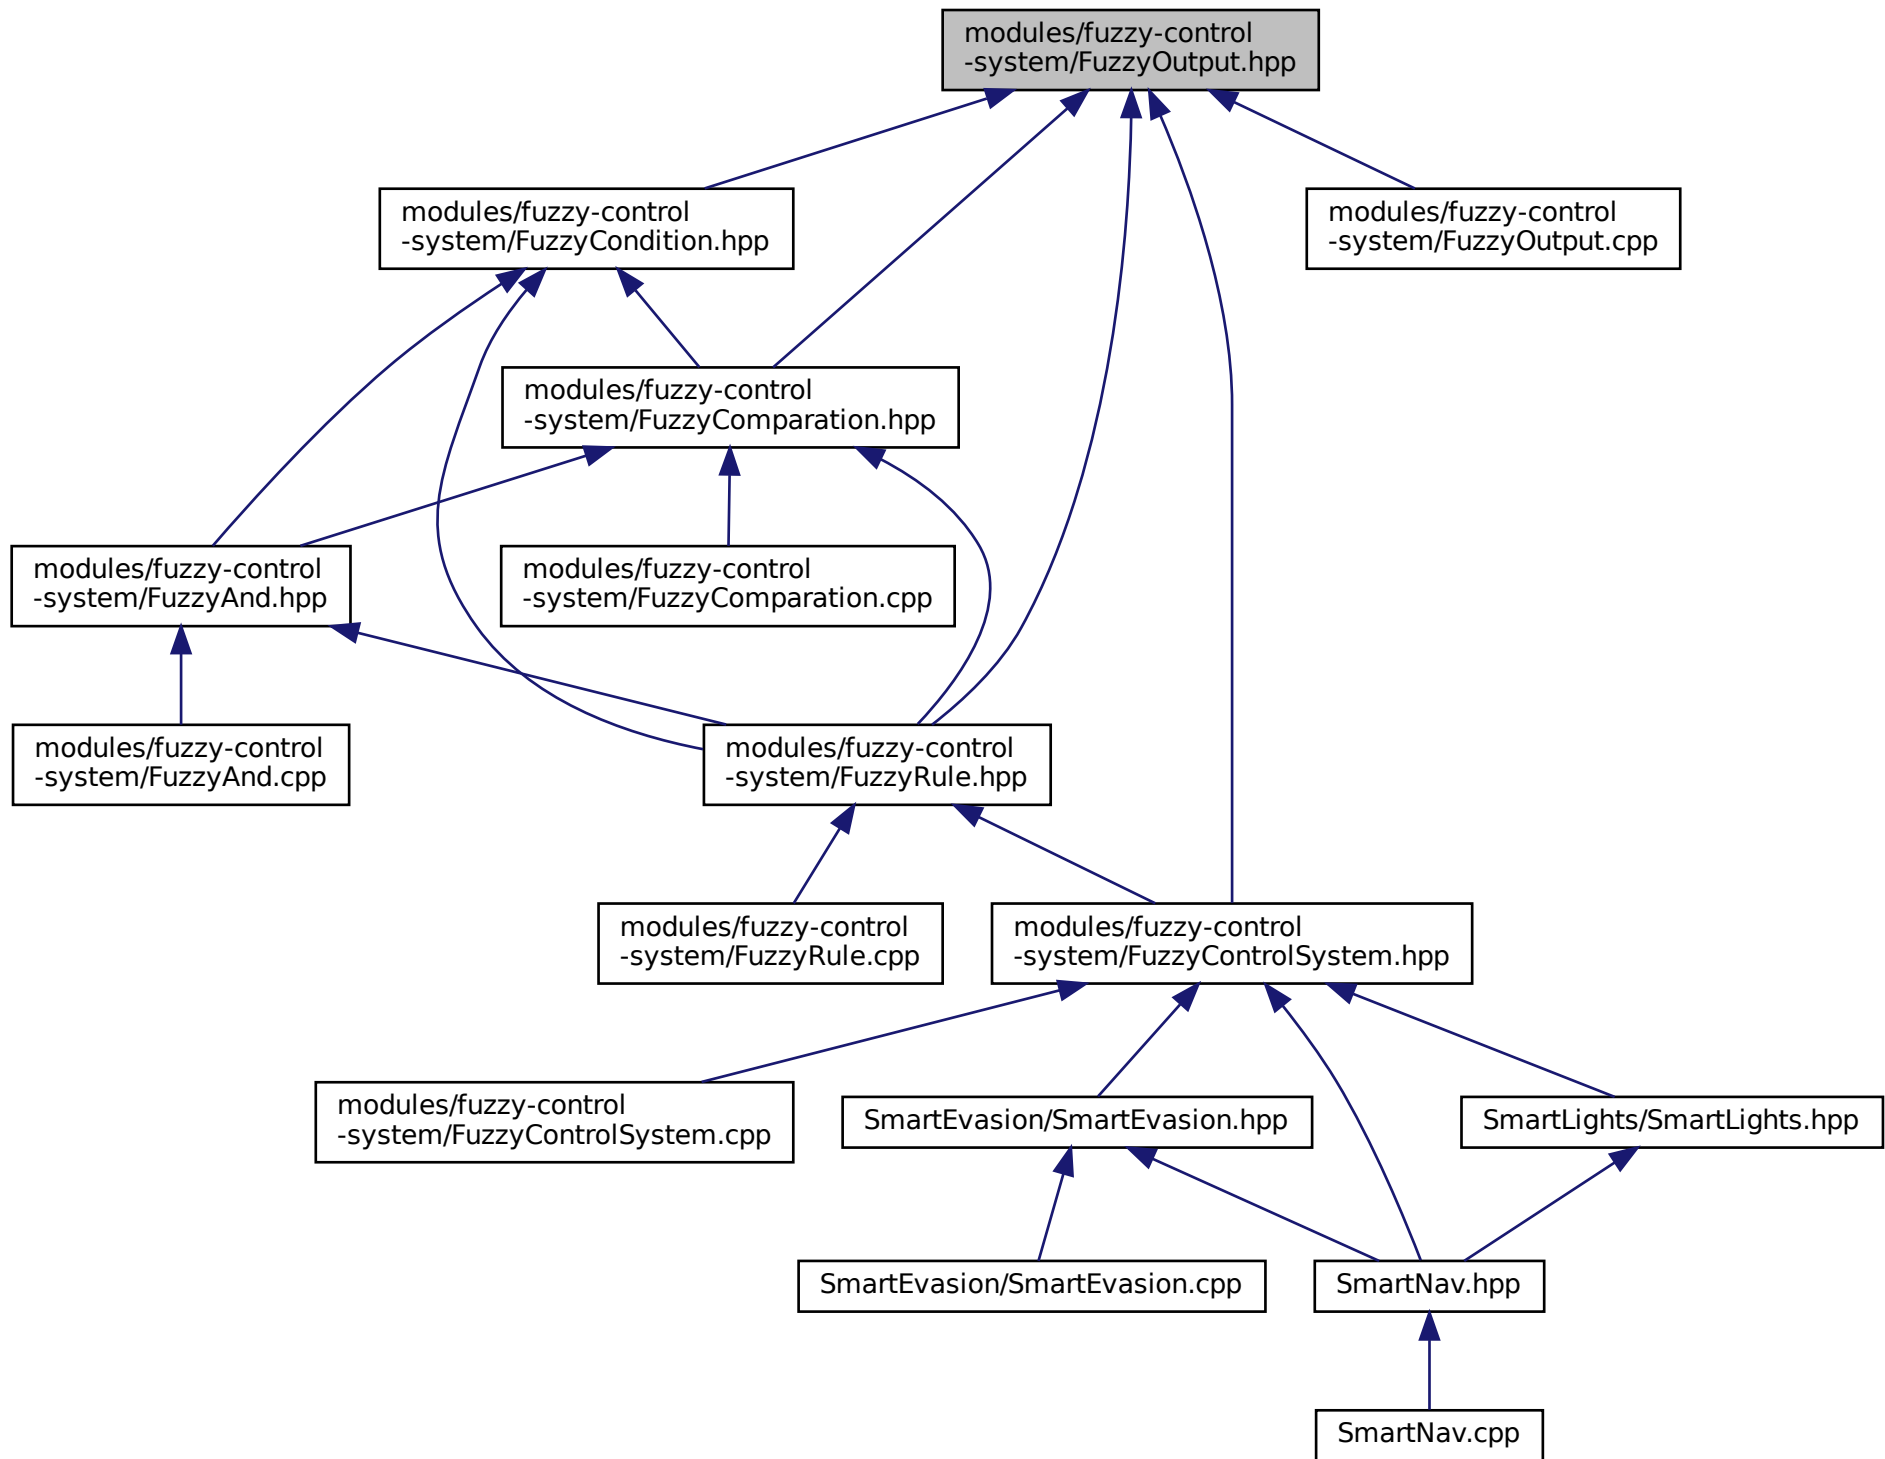 modules/fuzzy-control
-system/FuzzyOutput.hpp
modules/fuzzy-control
-system/FuzzyCondition.hpp
modules/fuzzy-control
-system/FuzzyOutput.cpp
modules/fuzzy-control
-system/FuzzyComparation.hpp
modules/fuzzy-control
-system/FuzzyAnd.hpp
modules/fuzzy-control
-system/FuzzyComparation.cpp
modules/fuzzy-control
-system/FuzzyAnd.cpp
modules/fuzzy-control
-system/FuzzyRule.hpp
modules/fuzzy-control
-system/FuzzyRule.cpp
modules/fuzzy-control
-system/FuzzyControlSystem.hpp
modules/fuzzy-control
-system/FuzzyControlSystem.cpp
SmartEvasion/SmartEvasion.hpp
SmartLights/SmartLights.hpp
SmartEvasion/SmartEvasion.cpp
SmartNav.hpp
SmartNav.cpp